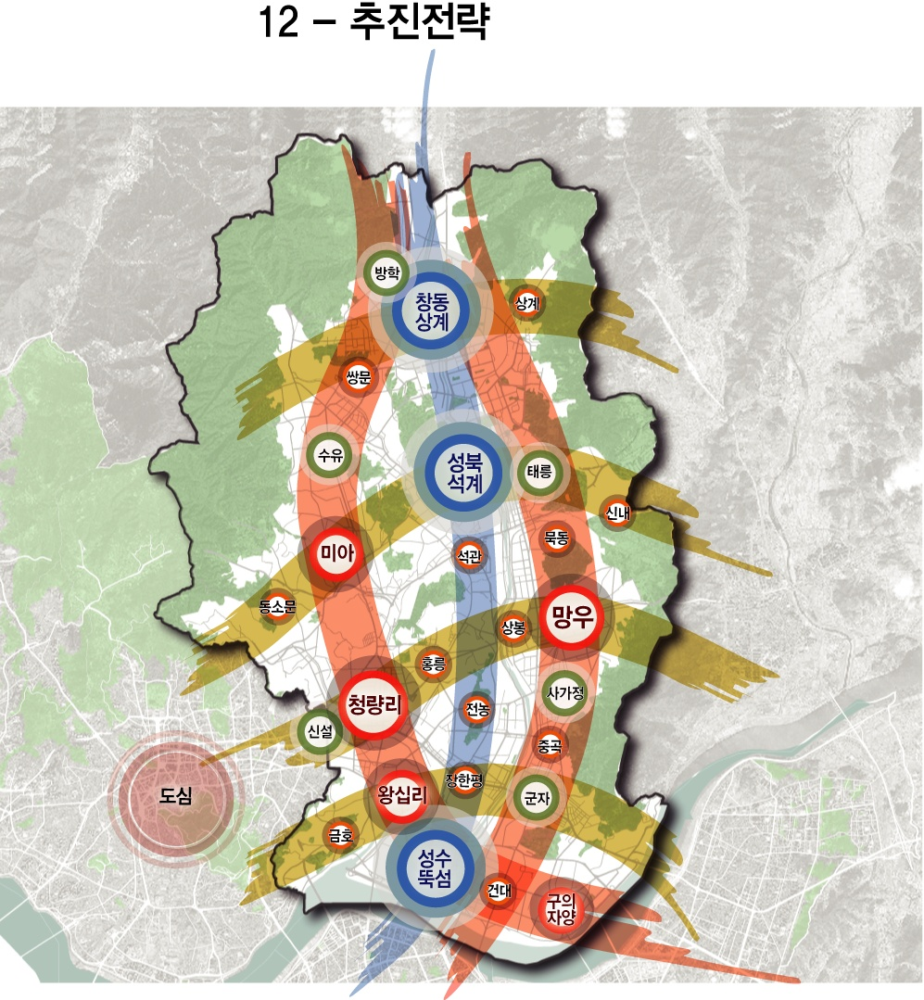 12 – 추진전략
방학
창동
상계
상계
쌍문
수유
성북
석계
태릉
신내
묵동
미아
석관
동소문
망우
상봉
홍릉
사가정
청량리
전농
신설
중곡
장한평
왕십리
군자
도심
금호
성수
뚝섬
건대
구의
자양